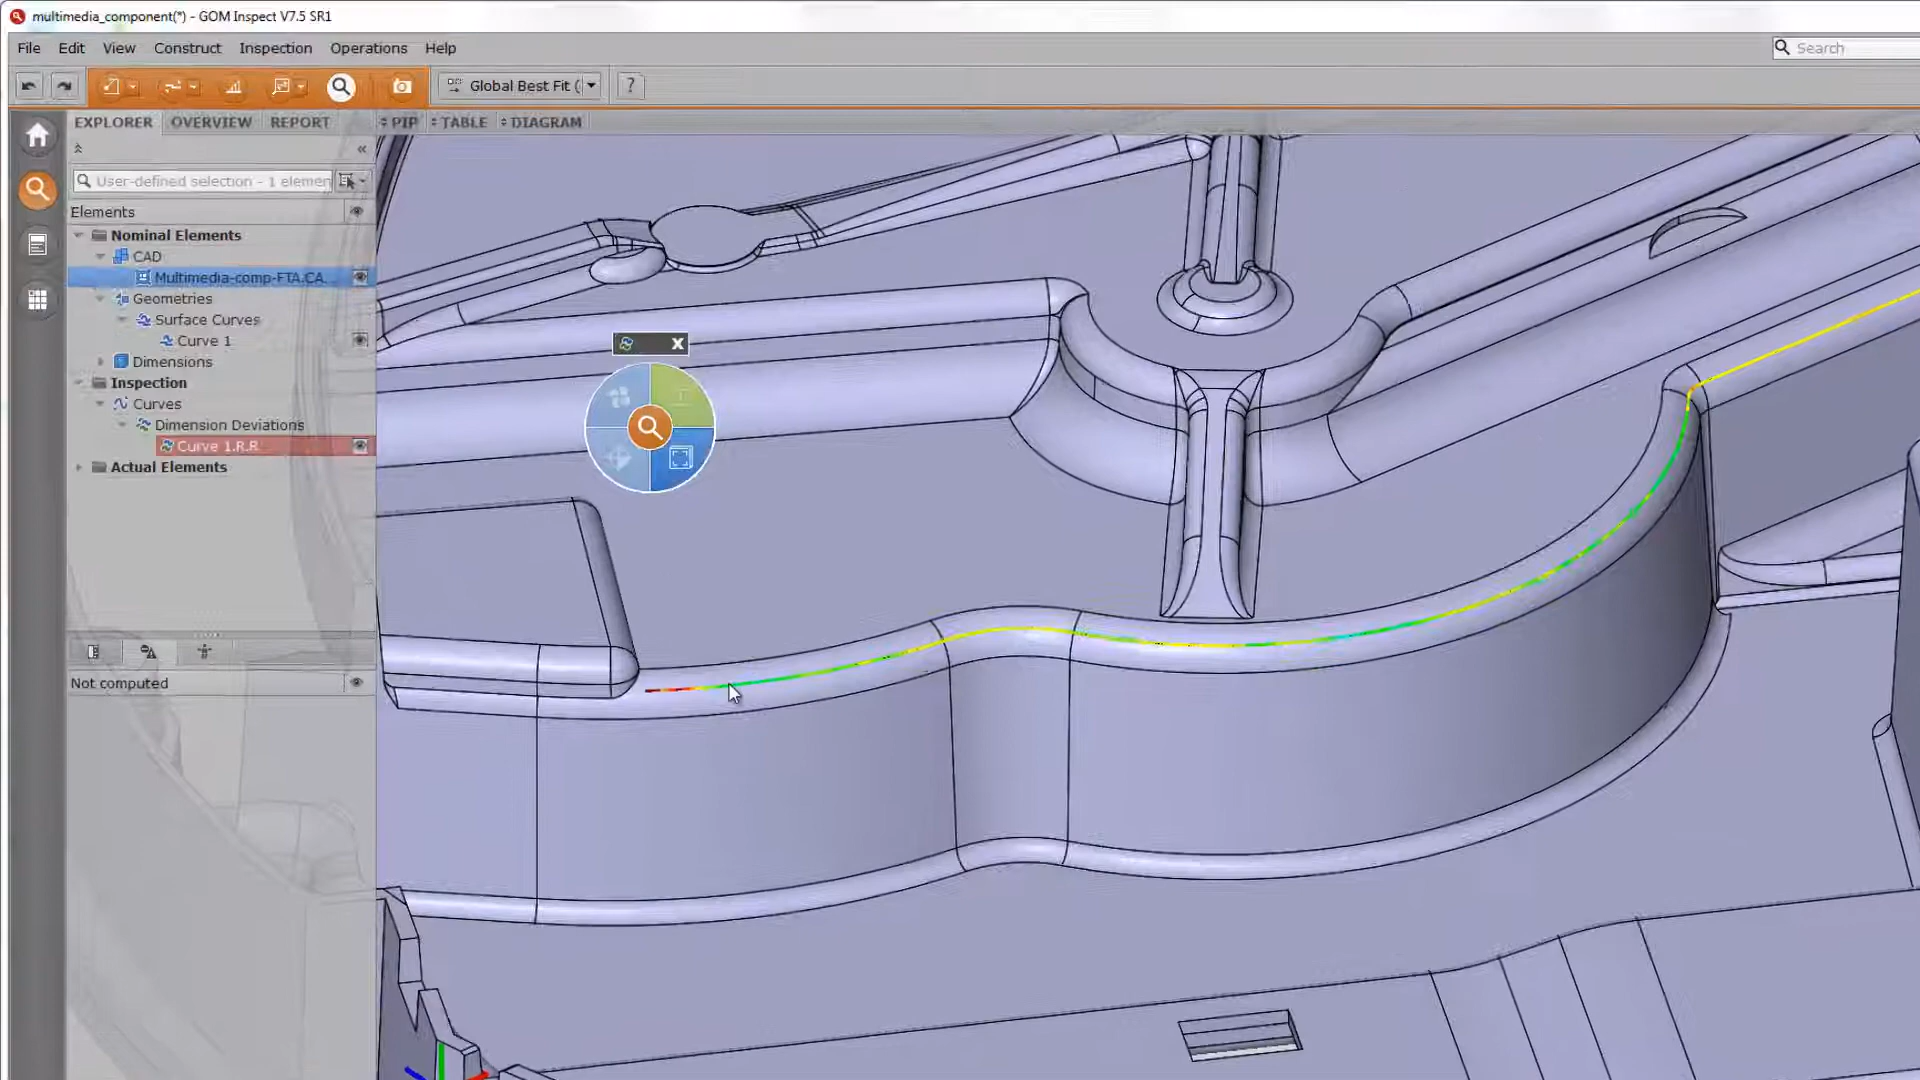 multimedia_component(*) - GOM Inspect V7.5 SR1
File Edit View Construct Inspection Operations Help
Search
Global Best Fit (
?
EXPLORER OVERVIEW REPORT PIP TABLE DIAGRAM
User-defined selection - 1 elemen
Elements
Nominal Elements
CAD
Multimedia-comp-FTA.CA...
Geometries
Surface Curves
Curve 1
Dimensions
Inspection
Curves
Dimension Deviations
Curve 1.R.R
Actual Elements
Not computed
X